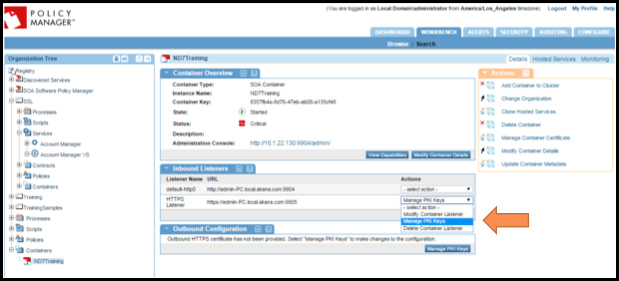 POLICY
MANAGER™
(You are logged in as Local Domain\administrator from America/Los_Angeles timezone) Logout My Profile Help
DASHBOARD WORKBENCH ALERTS SECURITY AUDITING CONFIGURE
Browse Search
Organization Tree
ND7Training
Details Hosted Services Monitoring
Registry
Discovered Services
SOA Software Policy Manager
SSL
Processes
Scripts
Services
Account Manager
Account Manager VS
Contracts
Policies
Containers
Training
TrainingSamples
Processes
Scripts
Policies
Containers
ND7Training
Container Overview
Container Type: SOA Container
Instance Name: ND7Training
Container Key:
State: Started
Status: Critical
Description:
Administration Console: http://10.1.22.130:9904/admin/
View Capabilities Modify Container Details
Inbound Listeners
Listener Name URL Actions
default-http0 http://admin-PC.local.akana.com:9904 - select action -
HTTPS Listener https://admin-PC.local.akana.com:9905 Manage PKI Keys
- select action -
Modify Container Listener
Manage PKI Keys
Delete Container Listener
Outbound Configuration
Outbound HTTPS certificate has not been provided. Select "Manage PKI Keys" to make changes to the configuration.
Manage PKI Keys
Actions
Add Container to Cluster
Change Organization
Clone Hosted Services
Delete Container
Manage Container Certificate
Modify Container Details
Update Container Metadata